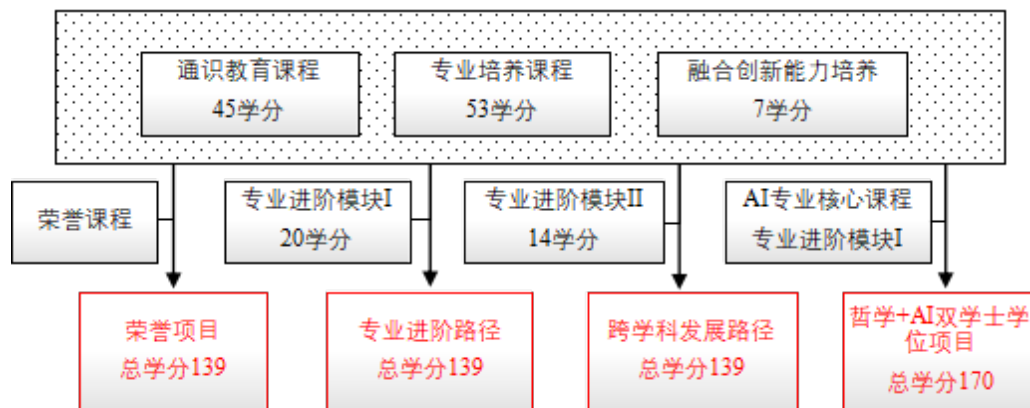 通识教育课程
45学分
专业培养课程
53学分
融合创新能力培养
7学分
荣誉课程
专业进阶模块I
20学分
专业进阶模块II
14学分
AI专业核心课程
专业进阶模块I
荣誉项目
总学分139
专业进阶路径
总学分139
跨学科发展路径
总学分139
哲学+AI双学士学
位项目
总学分170